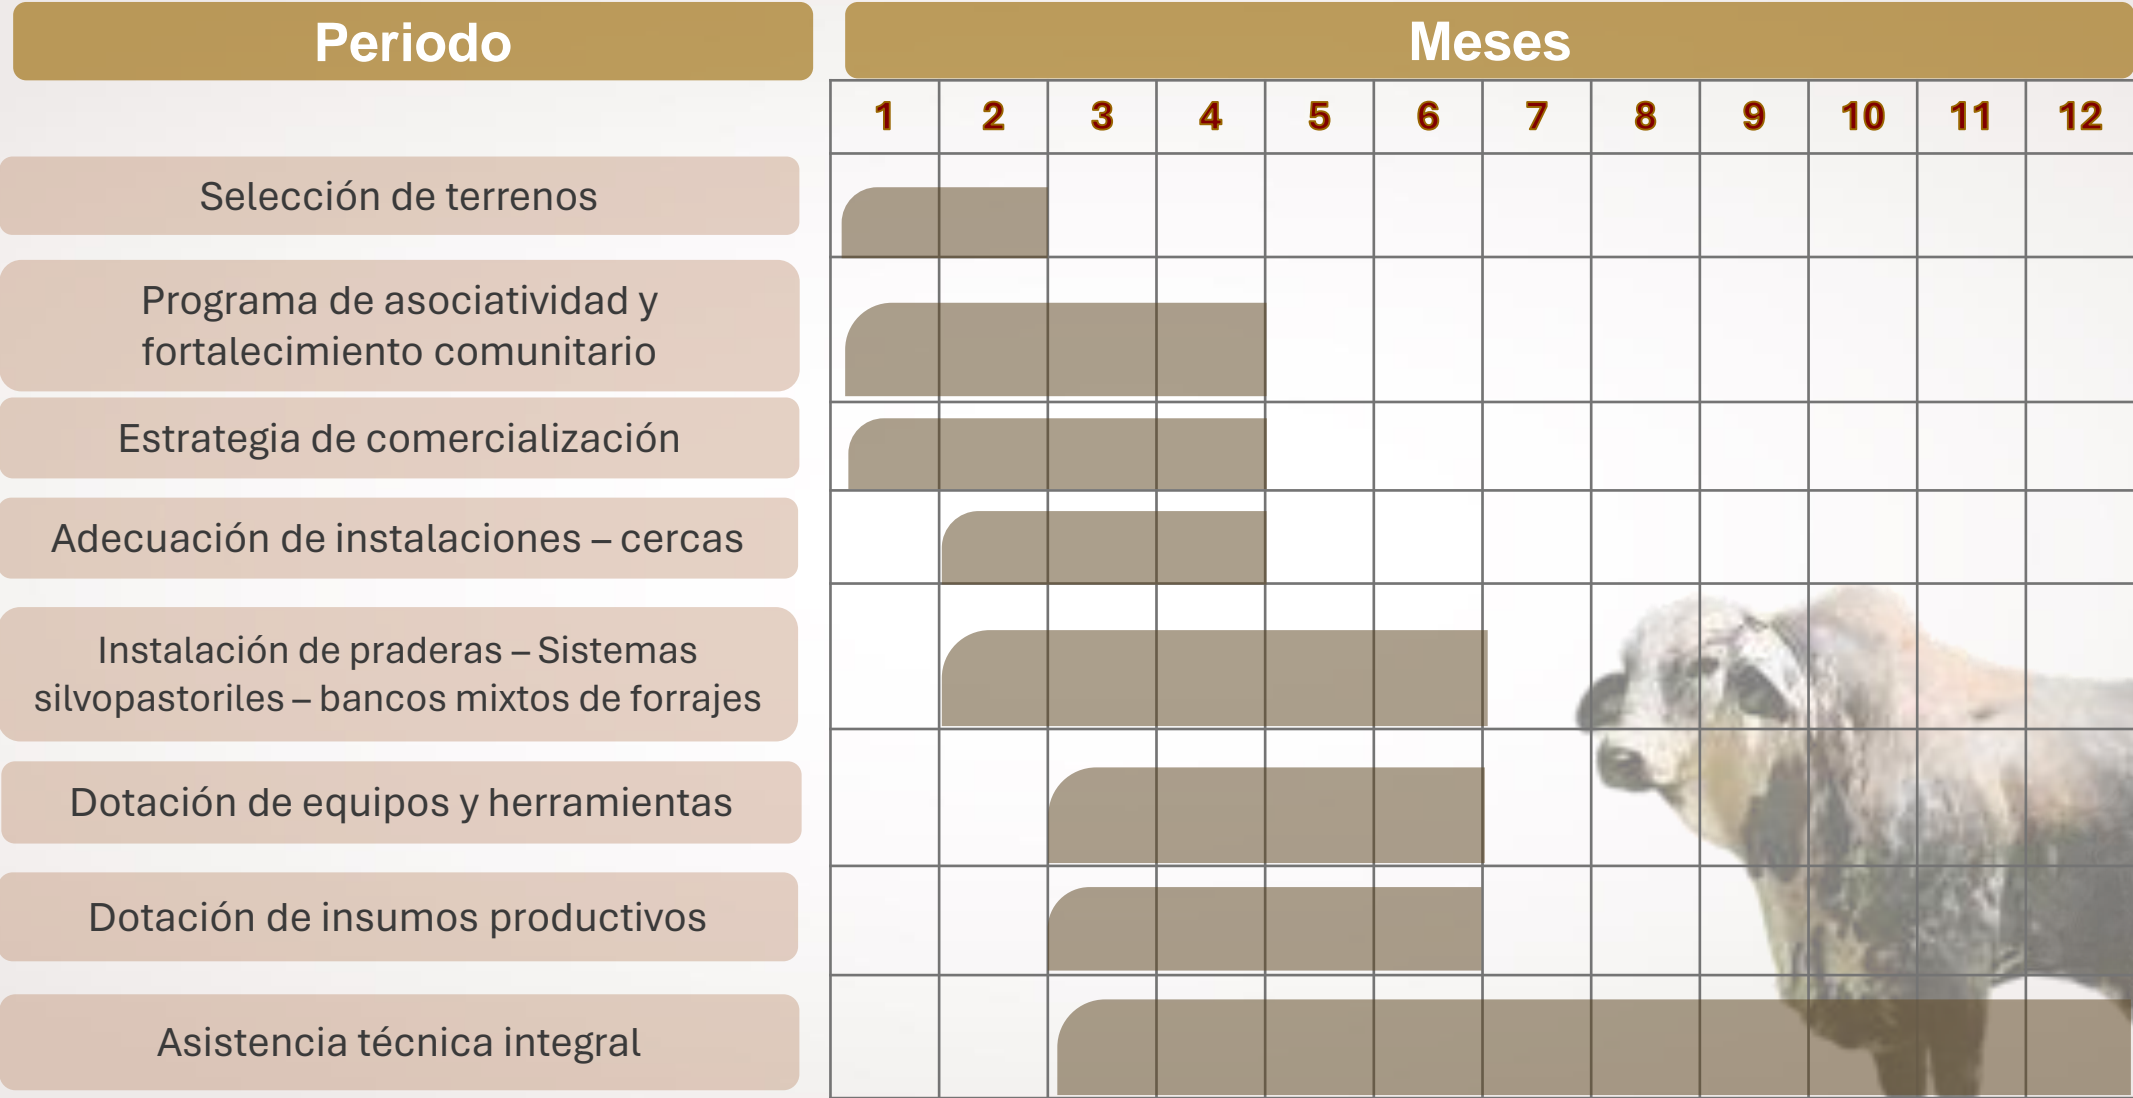 Periodo
Meses
1 2 3 4 5 6 7 8 9 10 11 12
Selección de terrenos
Programa de asociatividad y
fortalecimiento comunitario
Estrategia de comercialización
Adecuación de instalaciones – cercas
Instalación de praderas – Sistemas
silvopastoriles – bancos mixtos de forrajes
Dotación de equipos y herramientas
Dotación de insumos productivos
Asistencia técnica integral